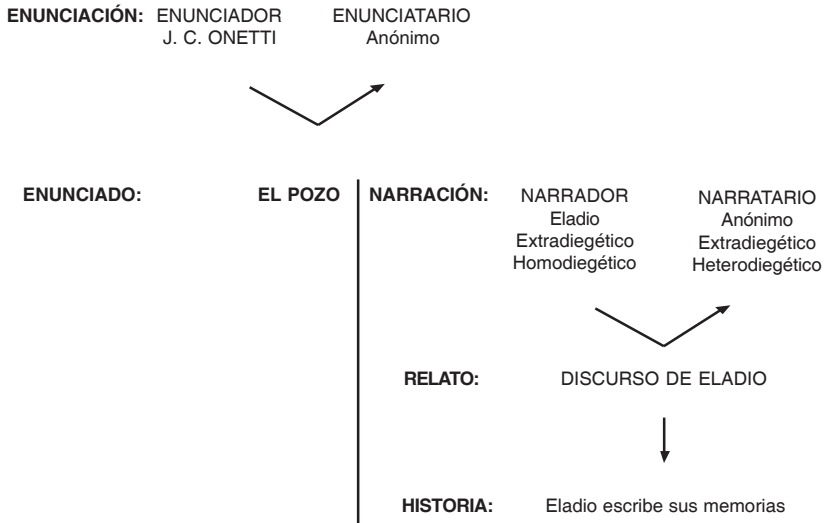 ENUNCIACIÓN: ENUNCIADOR ENUNCIATARIO
J. C. ONETTI Anónimo
ENUNCIADO: EL POZO NARRACIÓN: NARRADOR NARRATARIO
Eladio Anónimo
Extradiegético Extradiegético
Homodiegético Heterodiegético
RELATO: DISCURSO DE ELADIO
HISTORIA: Eladio escribe sus memorias